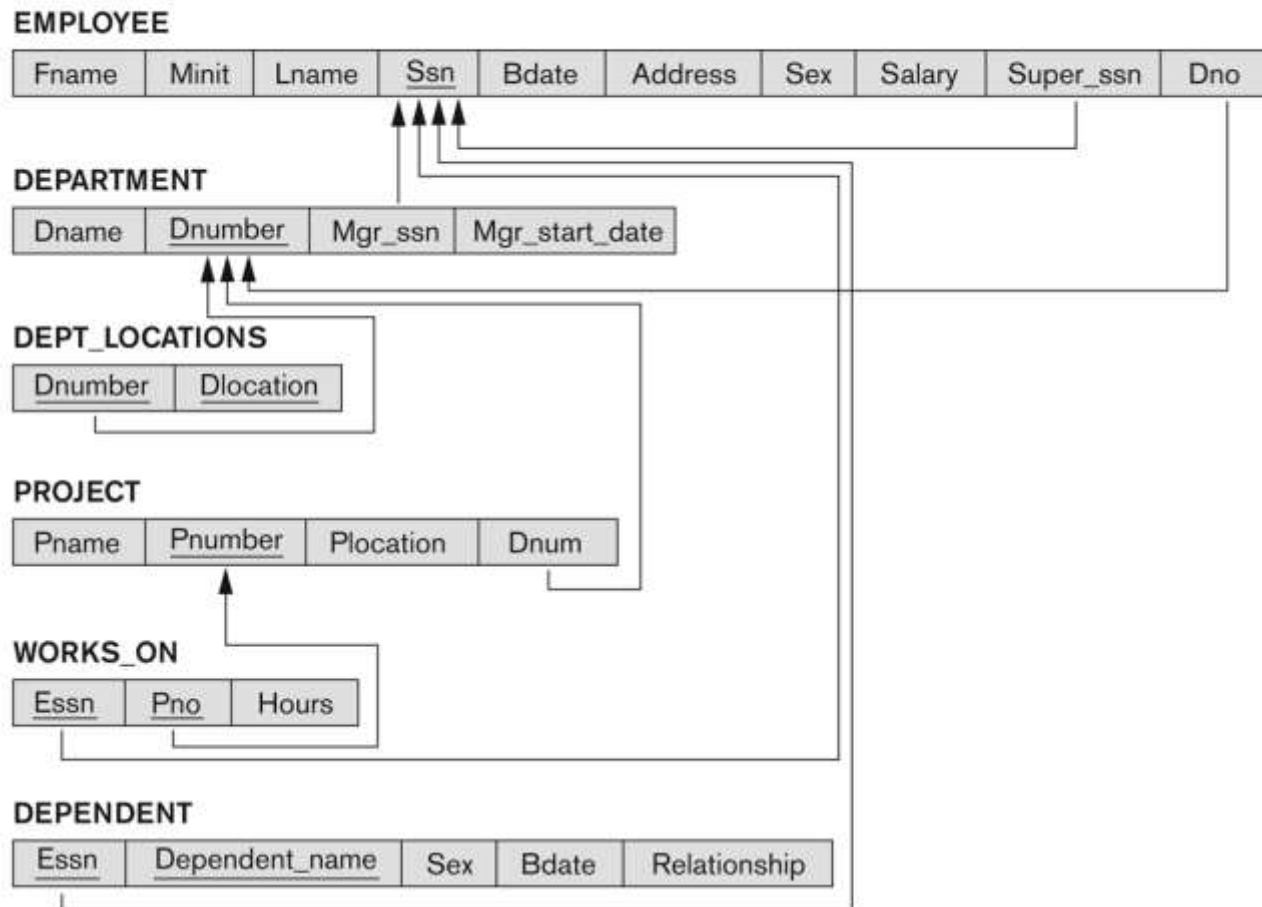 EMPLOYEE
Fname Minit Lname Ssn Bdate Address Sex Salary Super_ssn Dno
DEPARTMENT
Dname Dnumber Mgr_ssn Mgr_start_date
DEPT_LOCATIONS
Dnumber Dlocation
PROJECT
Pname Pnumber Plocation Dnum
WORKS_ON
Essn Pno Hours
DEPENDENT
Essn Dependent_name Sex Bdate Relationship